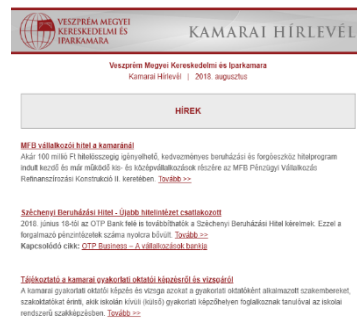 VESZPRÉM MEGYEI
KERESKEDELMI ÉS
IPARKAMARA
KAMARAI HÍRLEVÉL
Veszprém Megyei Kereskedelmi és Iparkamara
Kamarai Hírlevél | 2018. augusztus
HÍREK
MFB vállalkozói hitel a kamaránál
Akár 100 millió Ft hitelösszegig igényelhető, kedvezményes beruházási és forgóeszköz hitelprogram
indult kezdő és már működő kis- és középvállalkozások részére az MFB Pénzügyi Vállalkozás
Refinanszírozási Konstrukció II. keretében. Tovább >>
Széchenyi Beruházási Hitel - Újabb hitelintézet csatlakozott
2018. június 18-tól az OTP Bank felé is továbbíthatók a Széchenyi Beruházási Hitel kérelmek. Ezzel a
forgalmazó pénzintézetek száma nyolcra bővült. Tovább >>
Kapcsolódó cikk: OTP Business – A vállalkozások bankja
Tájékoztató a kamarai gyakorlati oktatói képzésről és vizsgáról
A kamarai gyakorlati oktatói képzés és vizsga azokat a gyakorlati oktatóként alkalmazott szakembereket,
szakoktatókat érinti, akik iskolán kívüli (külső) gyakorlati képzőhelyen foglalkoznak tanulóval az iskolai
rendszerű szakképzésben. Tovább >>